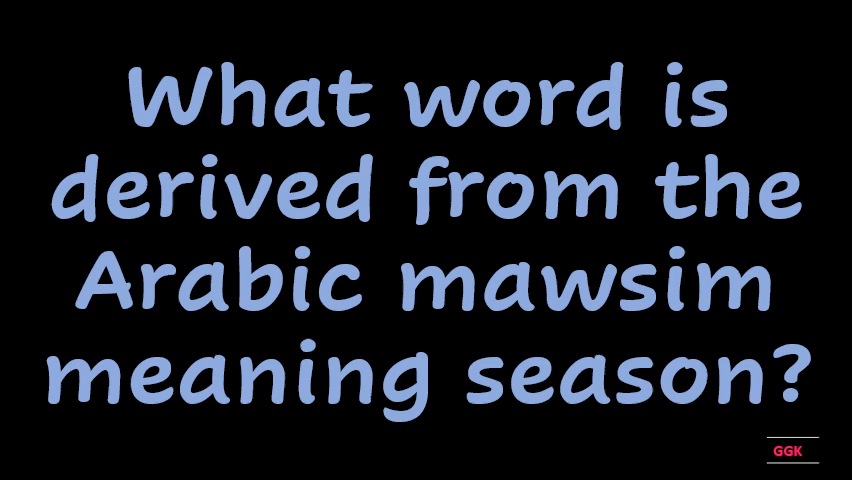 What word is
derived from the
Arabic mawsim
meaning season?
GGK